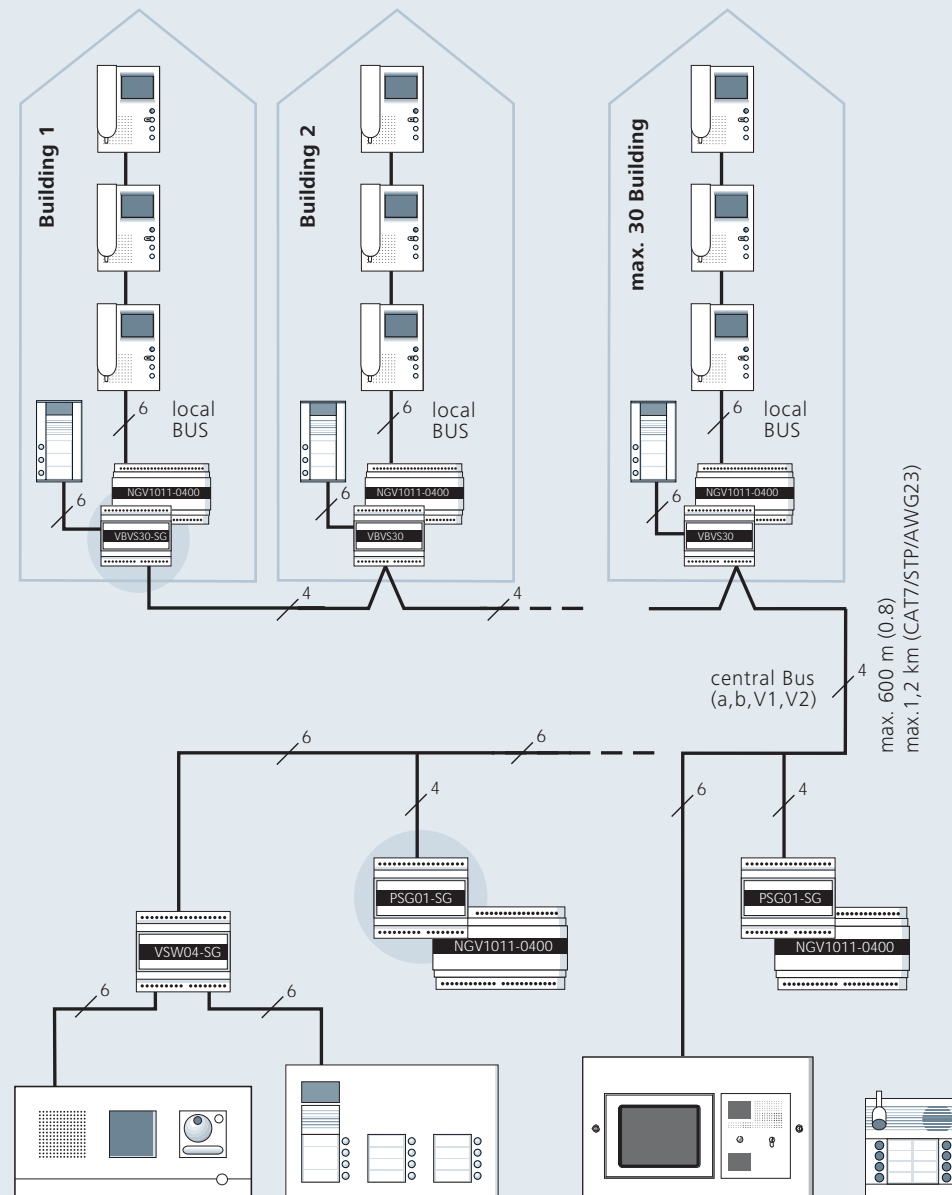 Building 1
Building 2
max. 30 Building
6
local
BUS
6
local
BUS
6
local
BUS
NGV1011-0400
NGV1011-0400
NGV1011-0400
6
6
6
VBVS30-SG
VBVS30
VBVS30
4
4
central Bus
(a,b,V1,V2)
4
max. 600 m (0.8)
max.1,2 km (CAT7/STP/AWG23)
6
6
4
6
4
PSG01-SG
NGV1011-0400
PSG01-SG
NGV1011-0400
VSW04-SG
6
6